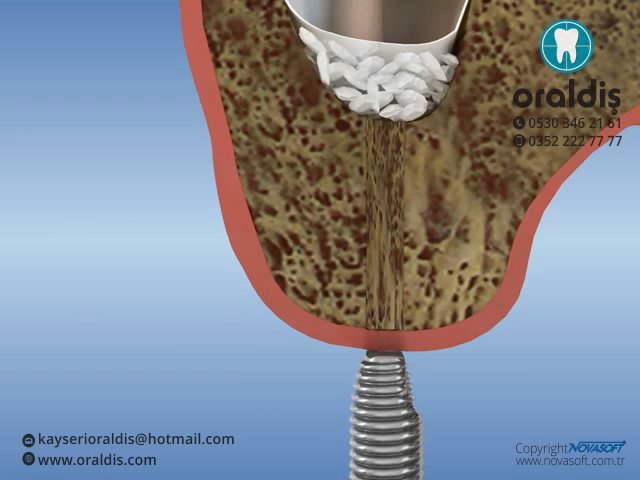 oraldiş
0530 346 21 61
0352 222 77 77
kayserioraldis@hotmail.com
www.oraldis.com
Copyright NOVASOFT
www.novasoft.com.tr